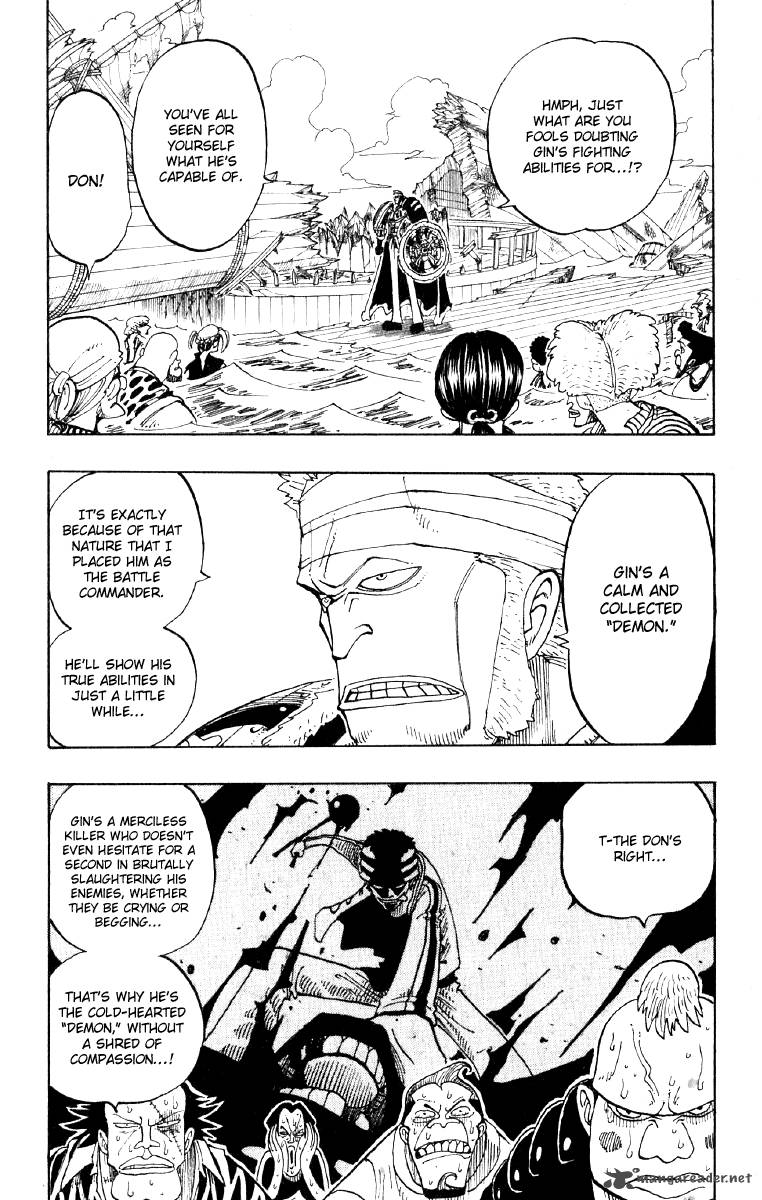 HMPH, JUST
WHAT ARE YOU
FOOLS DOUBTING
GIN'S FIGHTING
ABILITIES FOR...!?
YOU'VE ALL
SEEN FOR
YOURSELF
WHAT HE'S
CAPABLE OF.
DON!
GIN'S A
CALM AND
COLLECTED
"DEMON."
IT'S EXACTLY
BECAUSE OF THAT
NATURE THAT I
PLACED HIM AS
THE BATTLE
COMMANDER.
HE'LL SHOW HIS
TRUE ABILITIES IN
JUST A LITTLE
WHILE...
T-THE DON'S
RIGHT...
GIN'S A MERCILESS
KILLER WHO DOESN'T
EVEN HESITATE FOR A
SECOND IN BRUTALLY
SLAUGHTERING HIS
ENEMIES, WHETHER
THEY BE CRYING OR
BEGGING...
THAT'S WHY HE'S
THE COLD-HEARTED
"DEMON," WITHOUT
A SHRED OF
COMPASSION...!
mangareader.net